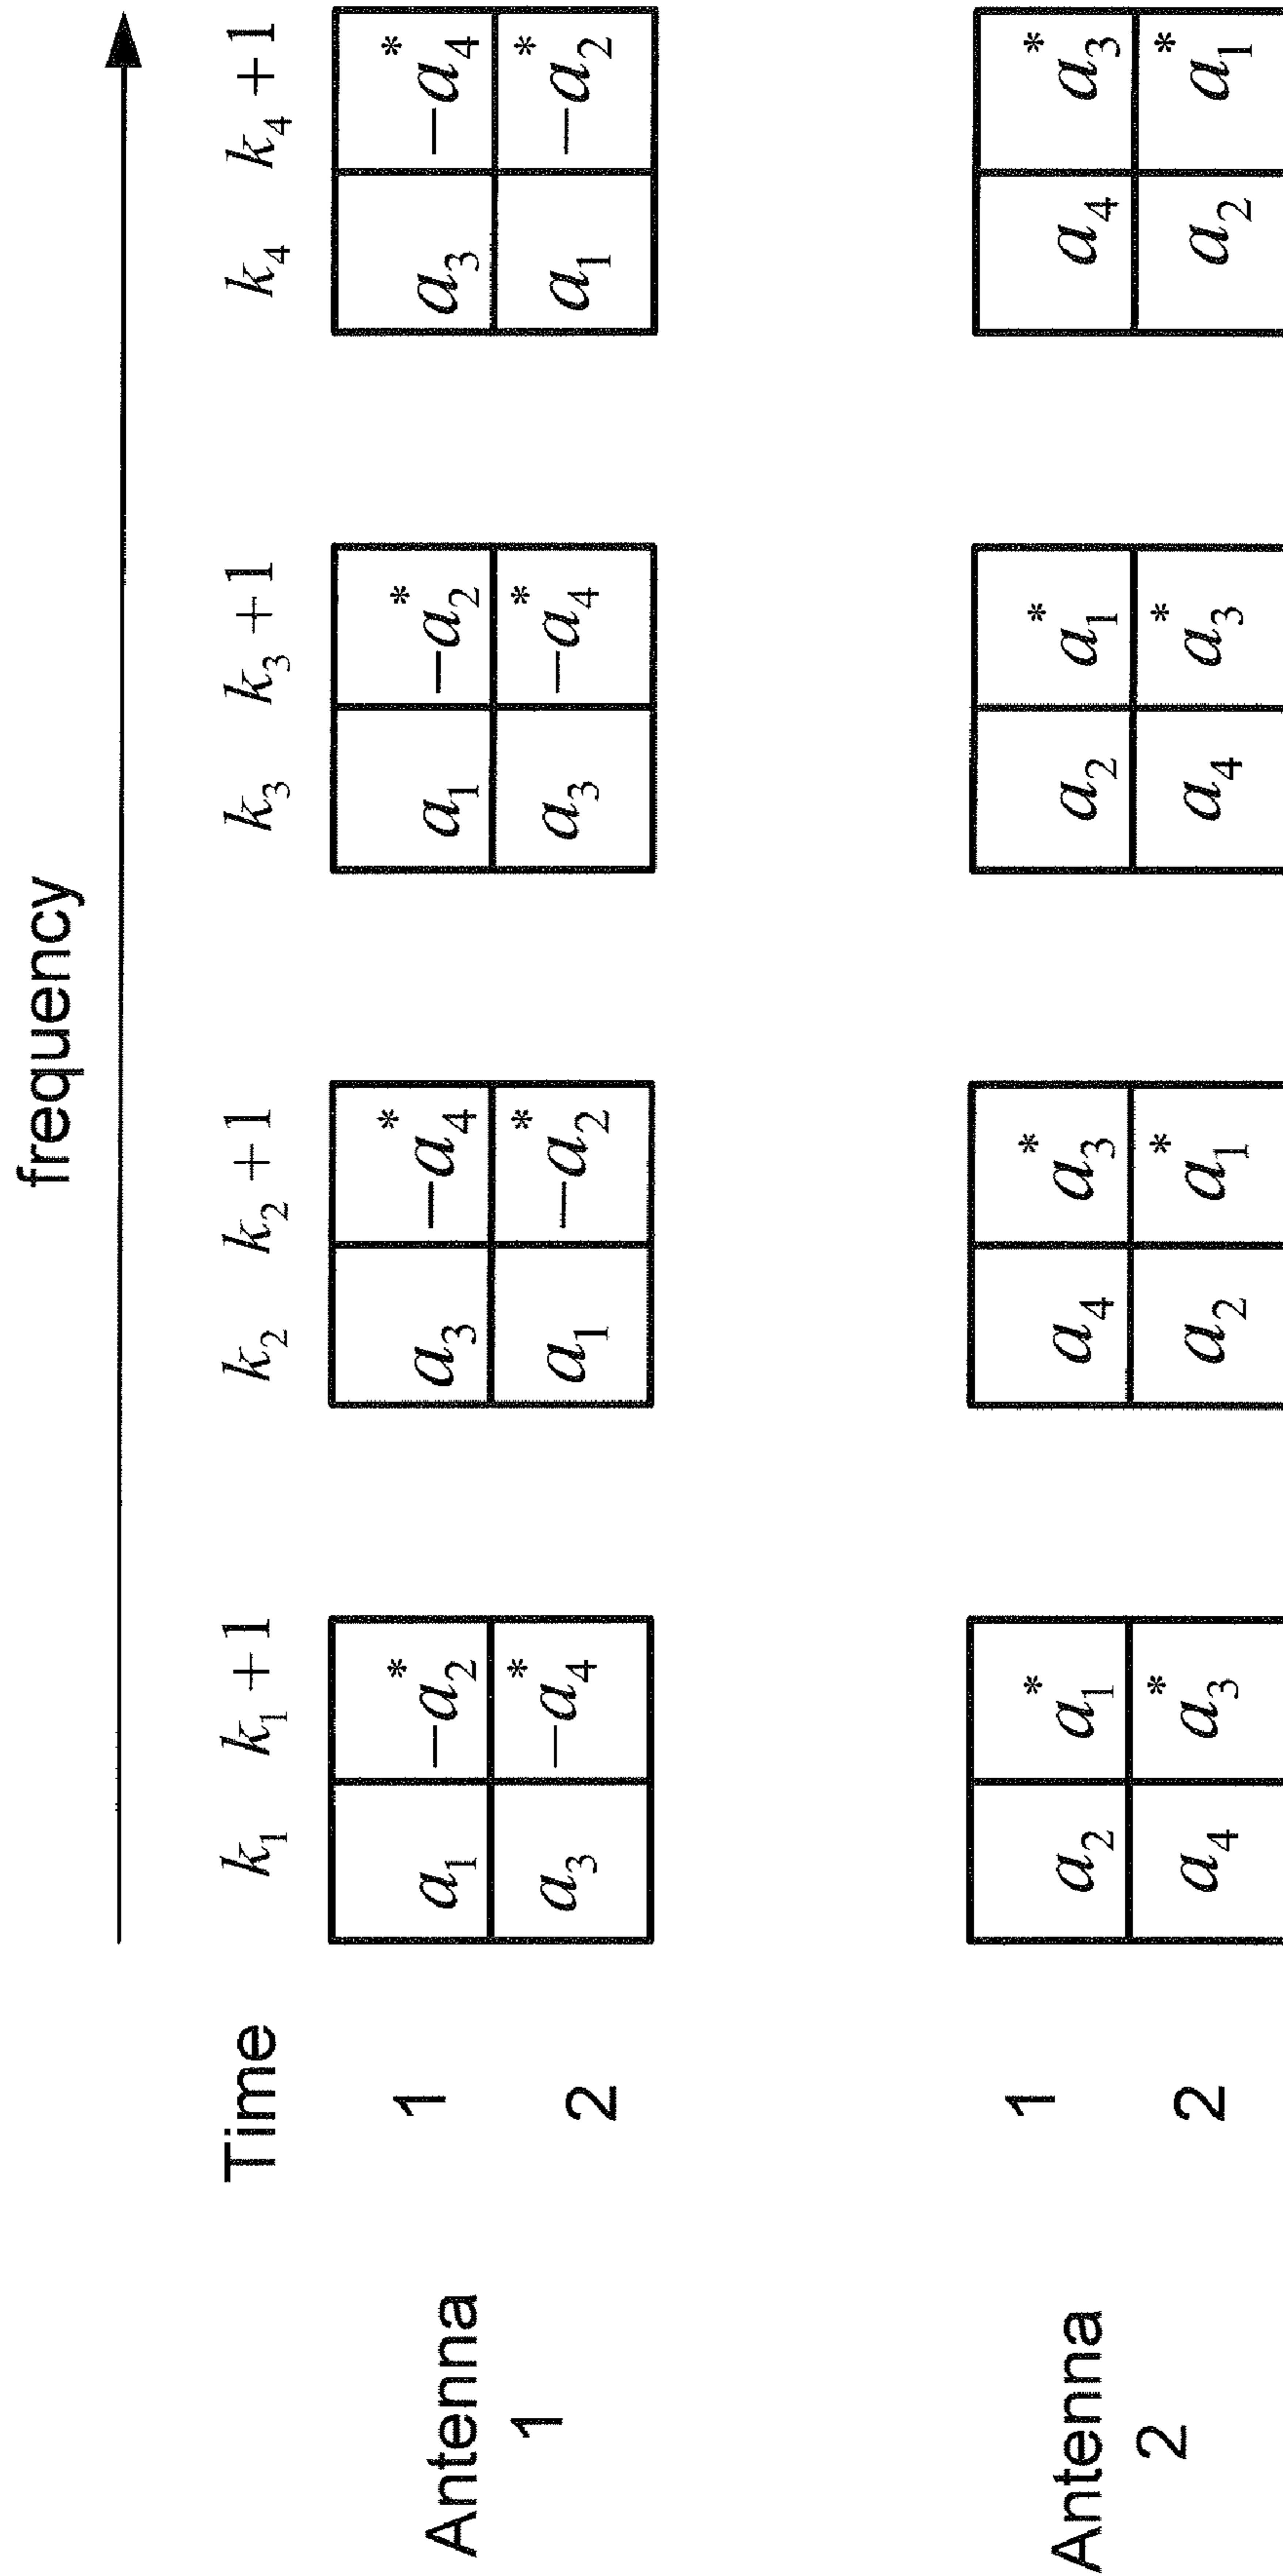 frequency
Time k₁ k₁+1 k₂ k₂+1 k₃ k₃+1 k₄ k₄+1
Antenna 1
1 a₁ −a₂* a₃ −a₄* a₁ −a₂* a₃ −a₄*
2 a₃ −a₄* a₁ −a₂* a₃ −a₄* a₁ −a₂*
Antenna 2
1 a₂ a₁* a₄ a₃* a₂ a₁* a₄ a₃*
2 a₄ a₃* a₂ a₁* a₄ a₃* a₂ a₁*